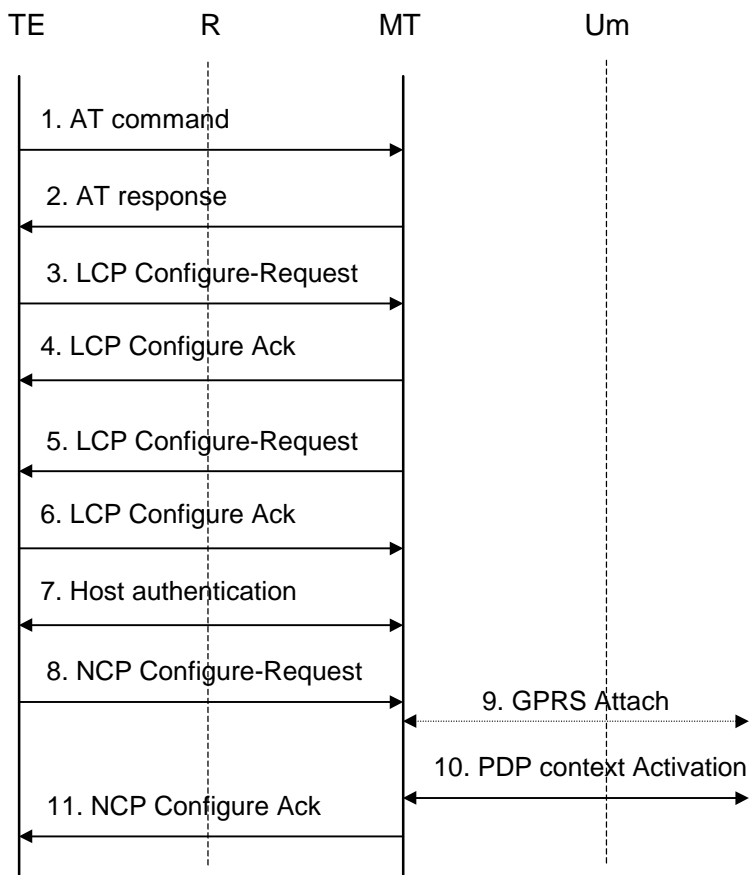 TE R MT Um
1. AT command
2. AT response
3. LCP Configure-Request
4. LCP Configure Ack
5. LCP Configure-Request
6. LCP Configure Ack
7. Host authentication
8. NCP Configure-Request
9. GPRS Attach
10. PDP context Activation
11. NCP Configure Ack